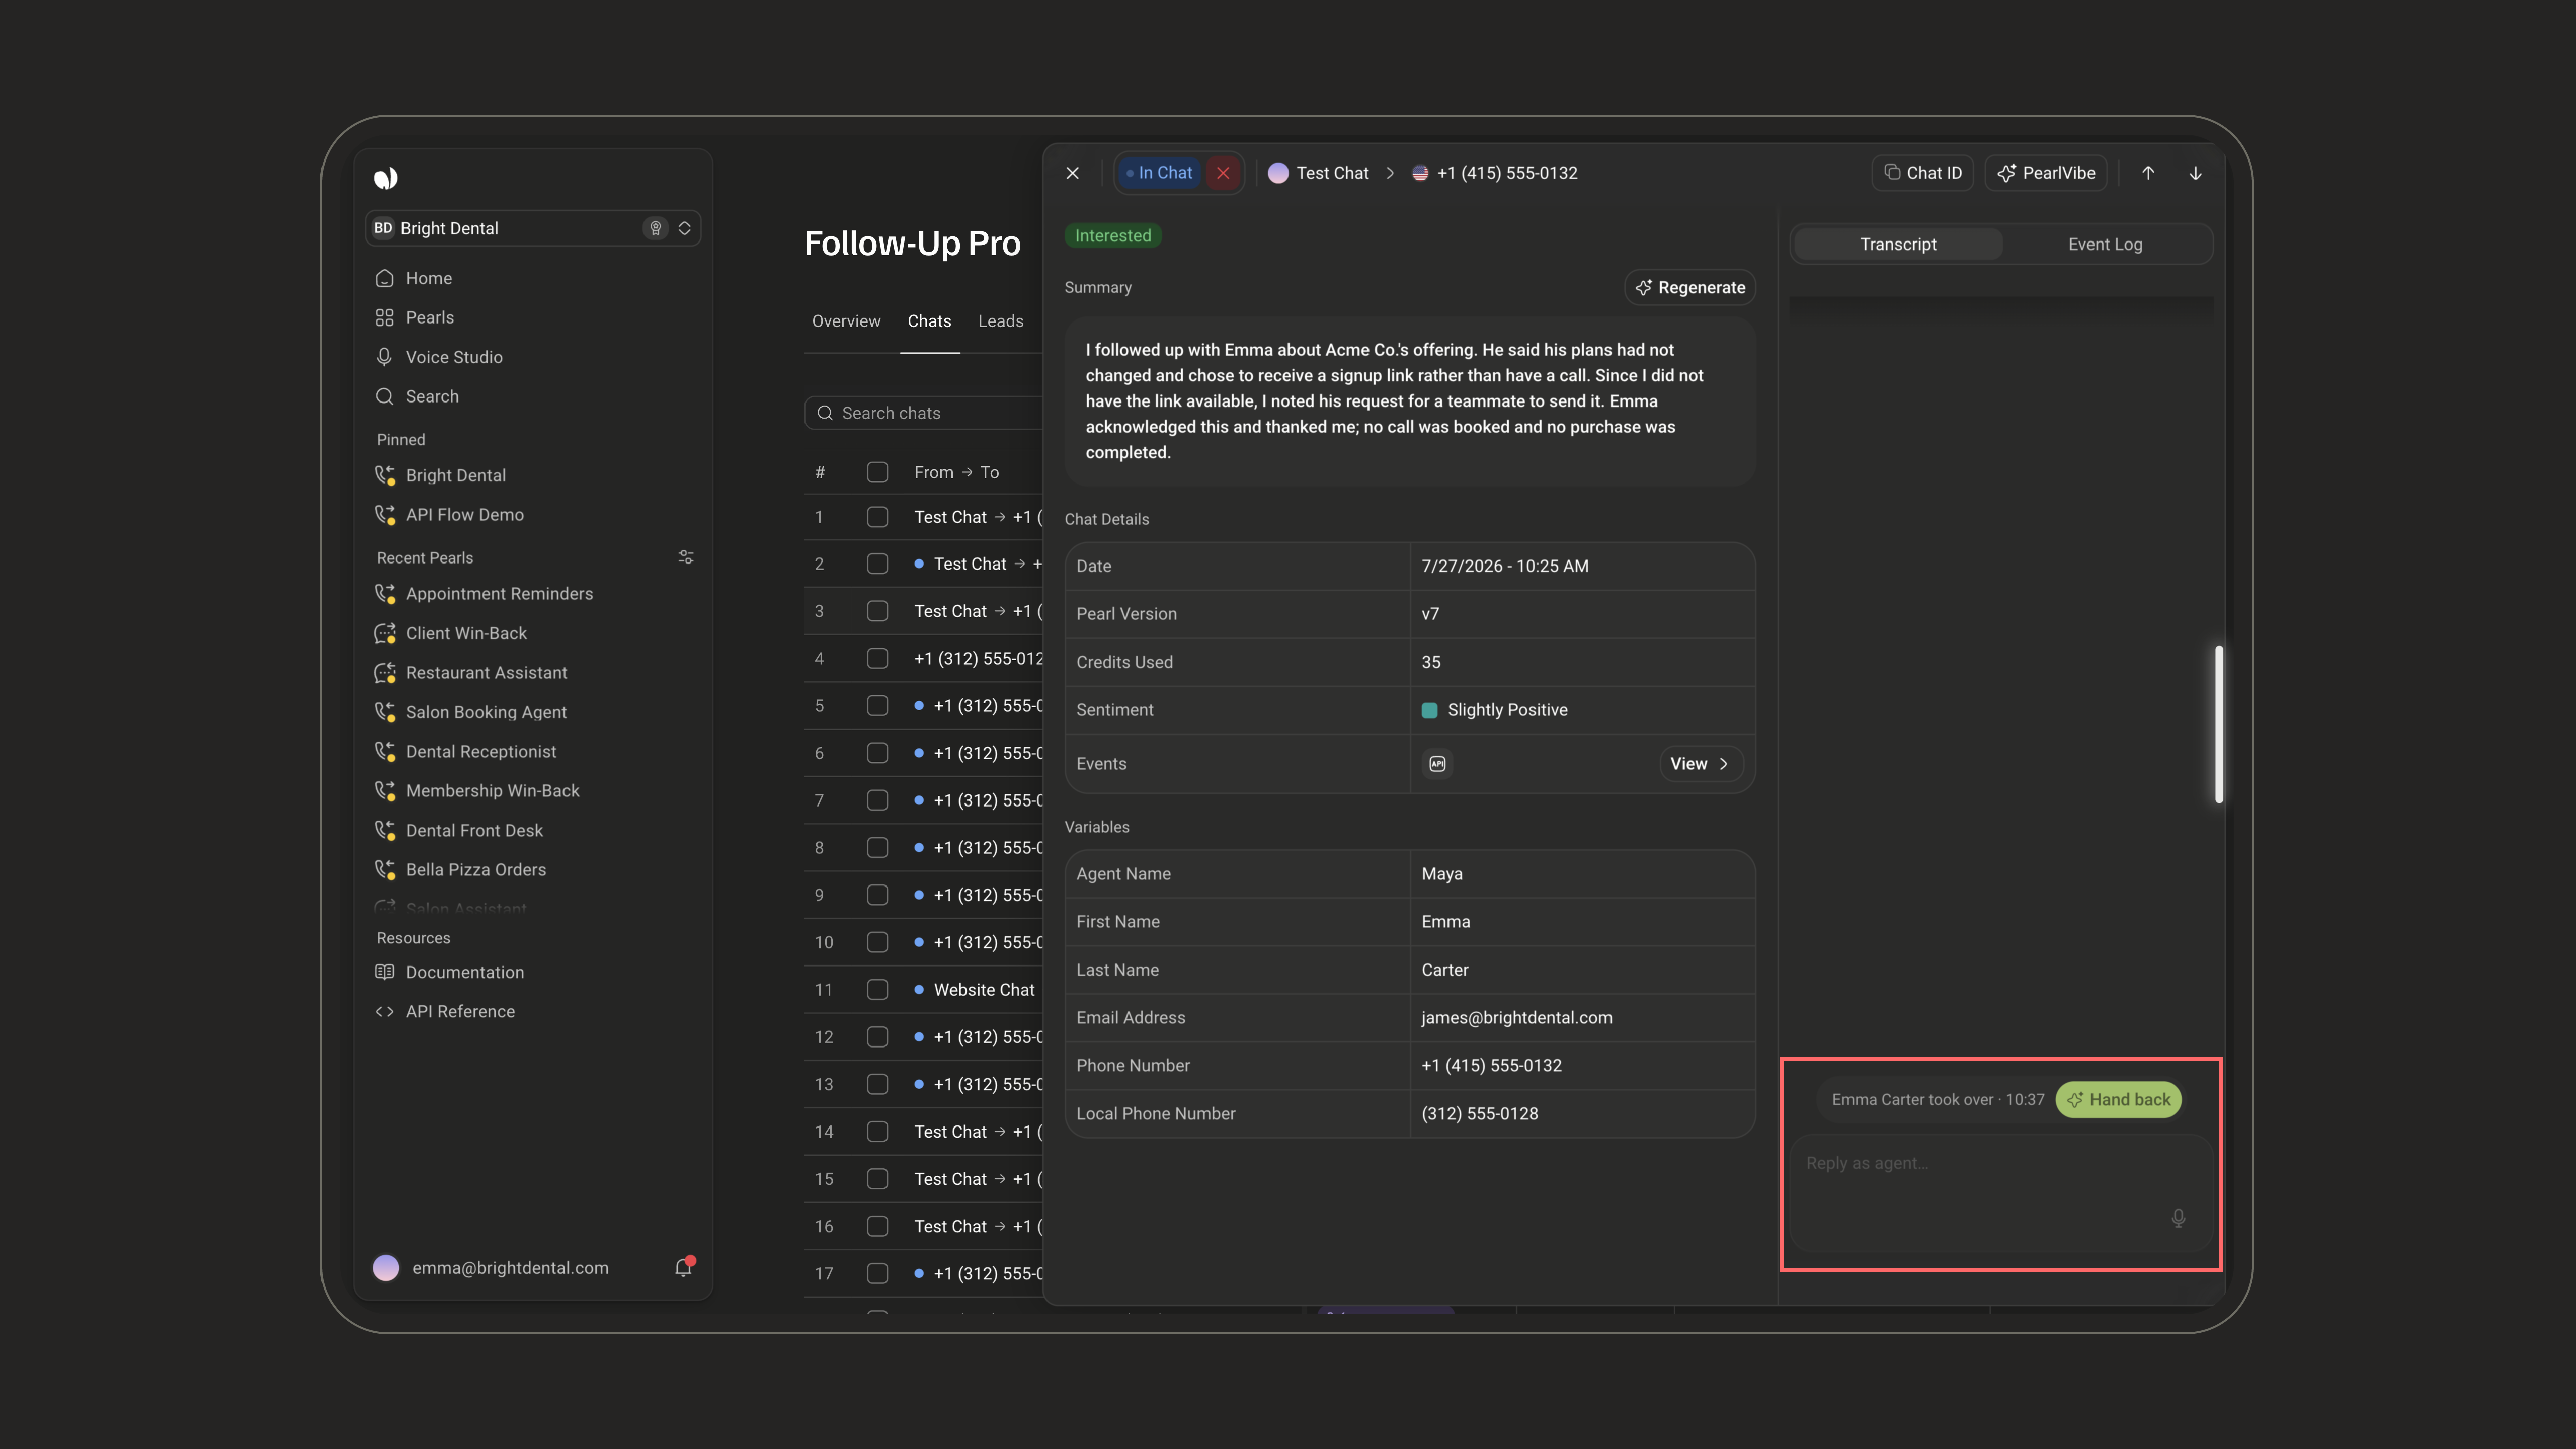 BD Bright Dental
Home
Pearls
Voice Studio
Search
Pinned
Bright Dental
API Flow Demo
Recent Pearls
Appointment Reminders
Client Win-Back
Restaurant Assistant
Salon Booking Agent
Dental Receptionist
Membership Win-Back
Dental Front Desk
Bella Pizza Orders
Salon Assistant
Resources
Documentation
API Reference
emma@brightdental.com
Follow-Up Pro
Overview Chats Leads
Search chats
# From → To
1 Test Chat → +1 (
2 Test Chat → +
3 Test Chat → +1 (
4 +1 (312) 555-012
5 +1 (312) 555-0
6 +1 (312) 555-0
7 +1 (312) 555-0
8 +1 (312) 555-0
9 +1 (312) 555-0
10 +1 (312) 555-0
11 Website Chat
12 +1 (312) 555-0
13 +1 (312) 555-0
14 Test Chat → +1 (
15 Test Chat → +1 (
16 Test Chat → +1 (
17 +1 (312) 555-0
In Chat Test Chat > +1 (415) 555-0132 Chat ID PearlVibe
Interested
Summary Regenerate
I followed up with Emma about Acme Co.'s offering. He said his plans had not
changed and chose to receive a signup link rather than have a call. Since I did not
have the link available, I noted his request for a teammate to send it. Emma
acknowledged this and thanked me; no call was booked and no purchase was
completed.
Chat Details
Date 7/27/2026 - 10:25 AM
Pearl Version v7
Credits Used 35
Sentiment Slightly Positive
Events API View >
Variables
Agent Name Maya
First Name Emma
Last Name Carter
Email Address james@brightdental.com
Phone Number +1 (415) 555-0132
Local Phone Number (312) 555-0128
Transcript Event Log
Emma Carter took over · 10:37 Hand back
Reply as agent...